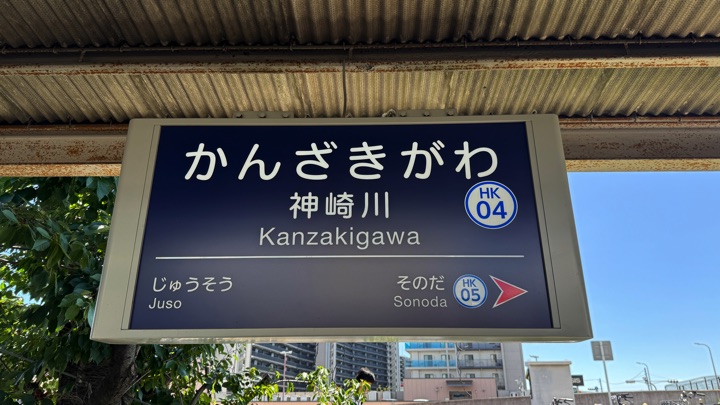 かんざきがわ
神崎川
HK
04
Kanzakigawa
じゅうそう
Juso
そのだ
Sonoda
HK
05